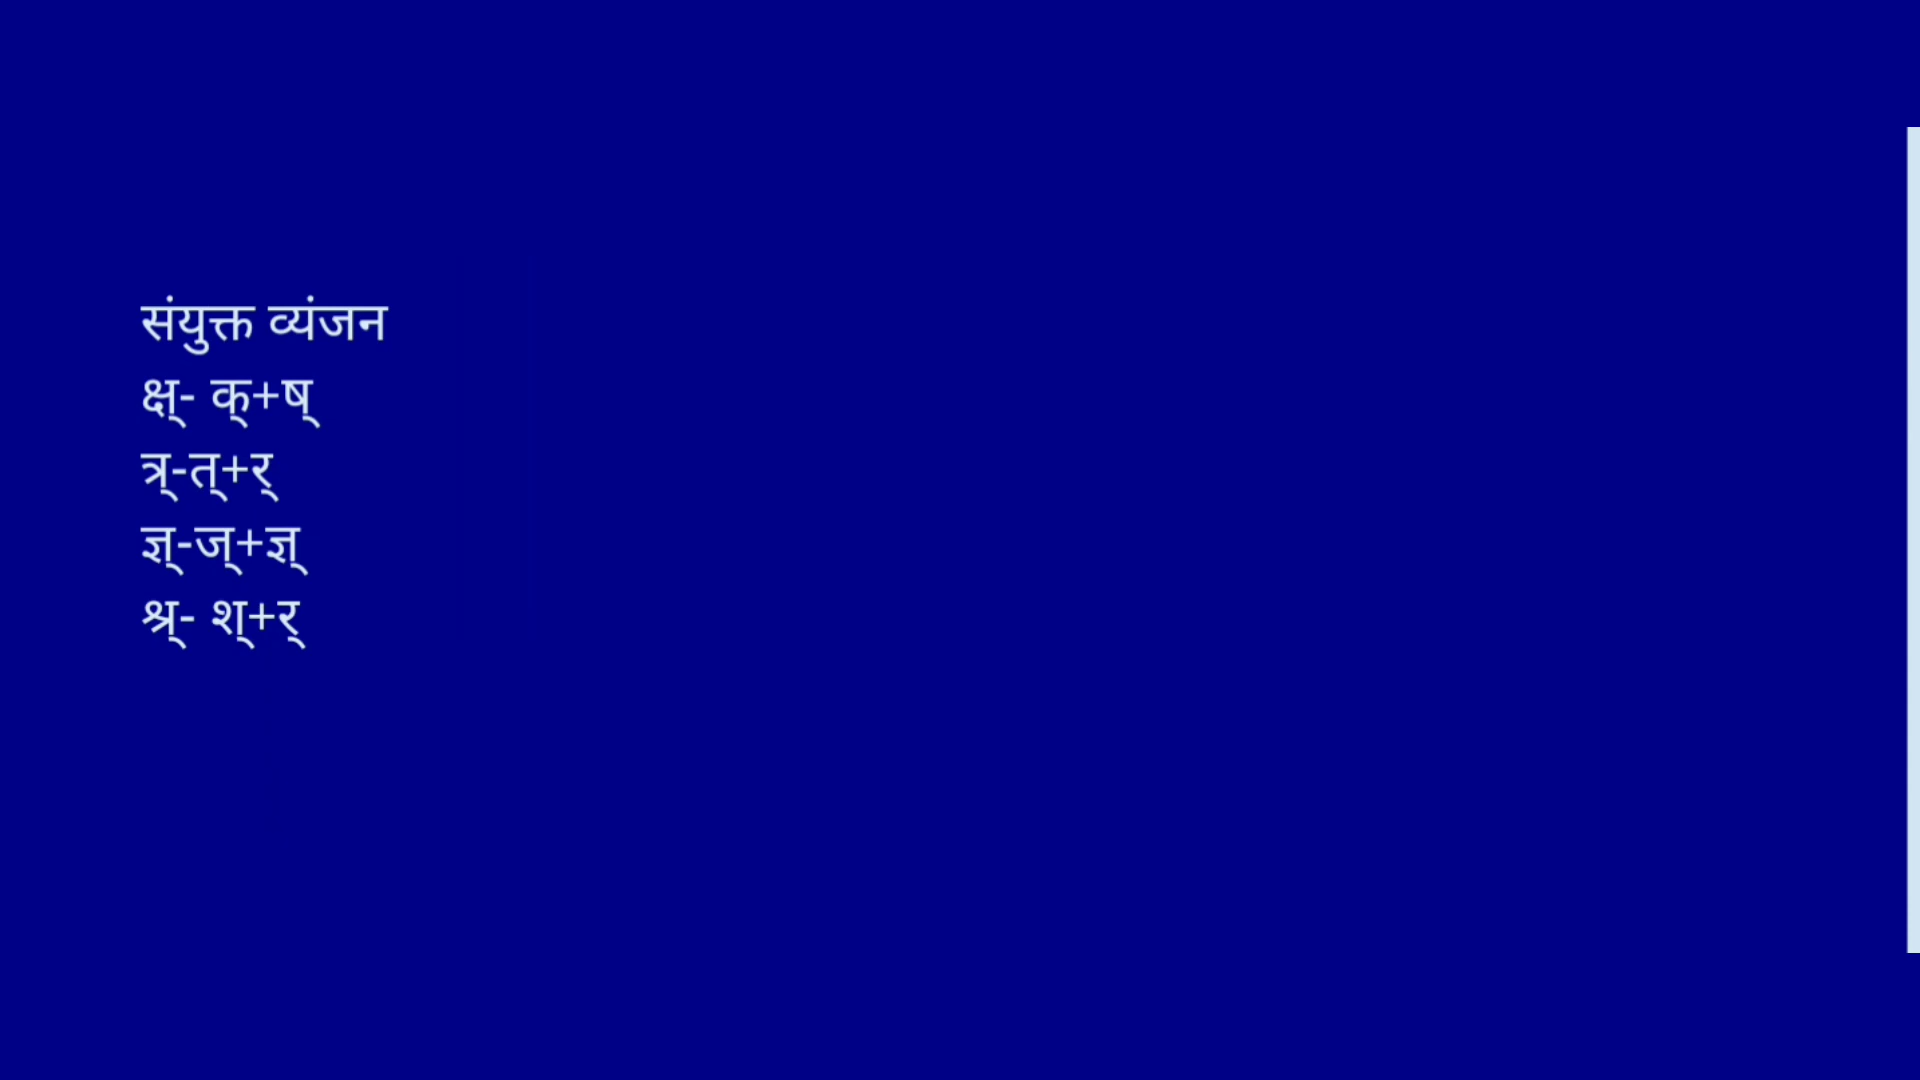 संयुक्त व्यंजन
क्ष्- क्+ष्
त्र्-त्+र्
ज्ञ्-ज्+ज्ञ्
श्र्- श्+र्